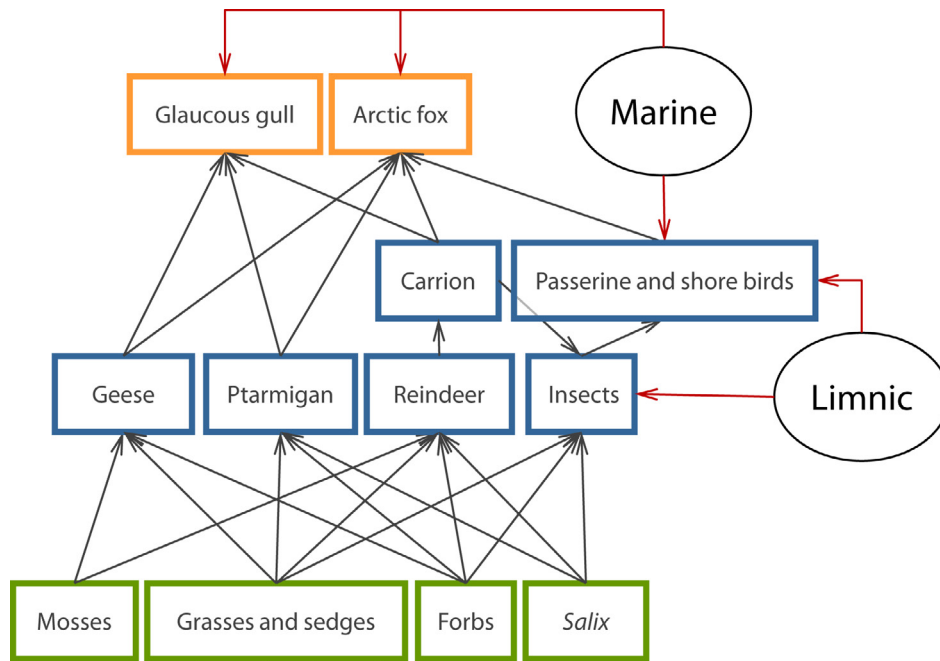 Glaucous gull
Arctic fox
Marine
Carrion
Passerine and shore birds
Geese
Ptarmigan
Reindeer
Insects
Limnic
Mosses
Grasses and sedges
Forbs
Salix